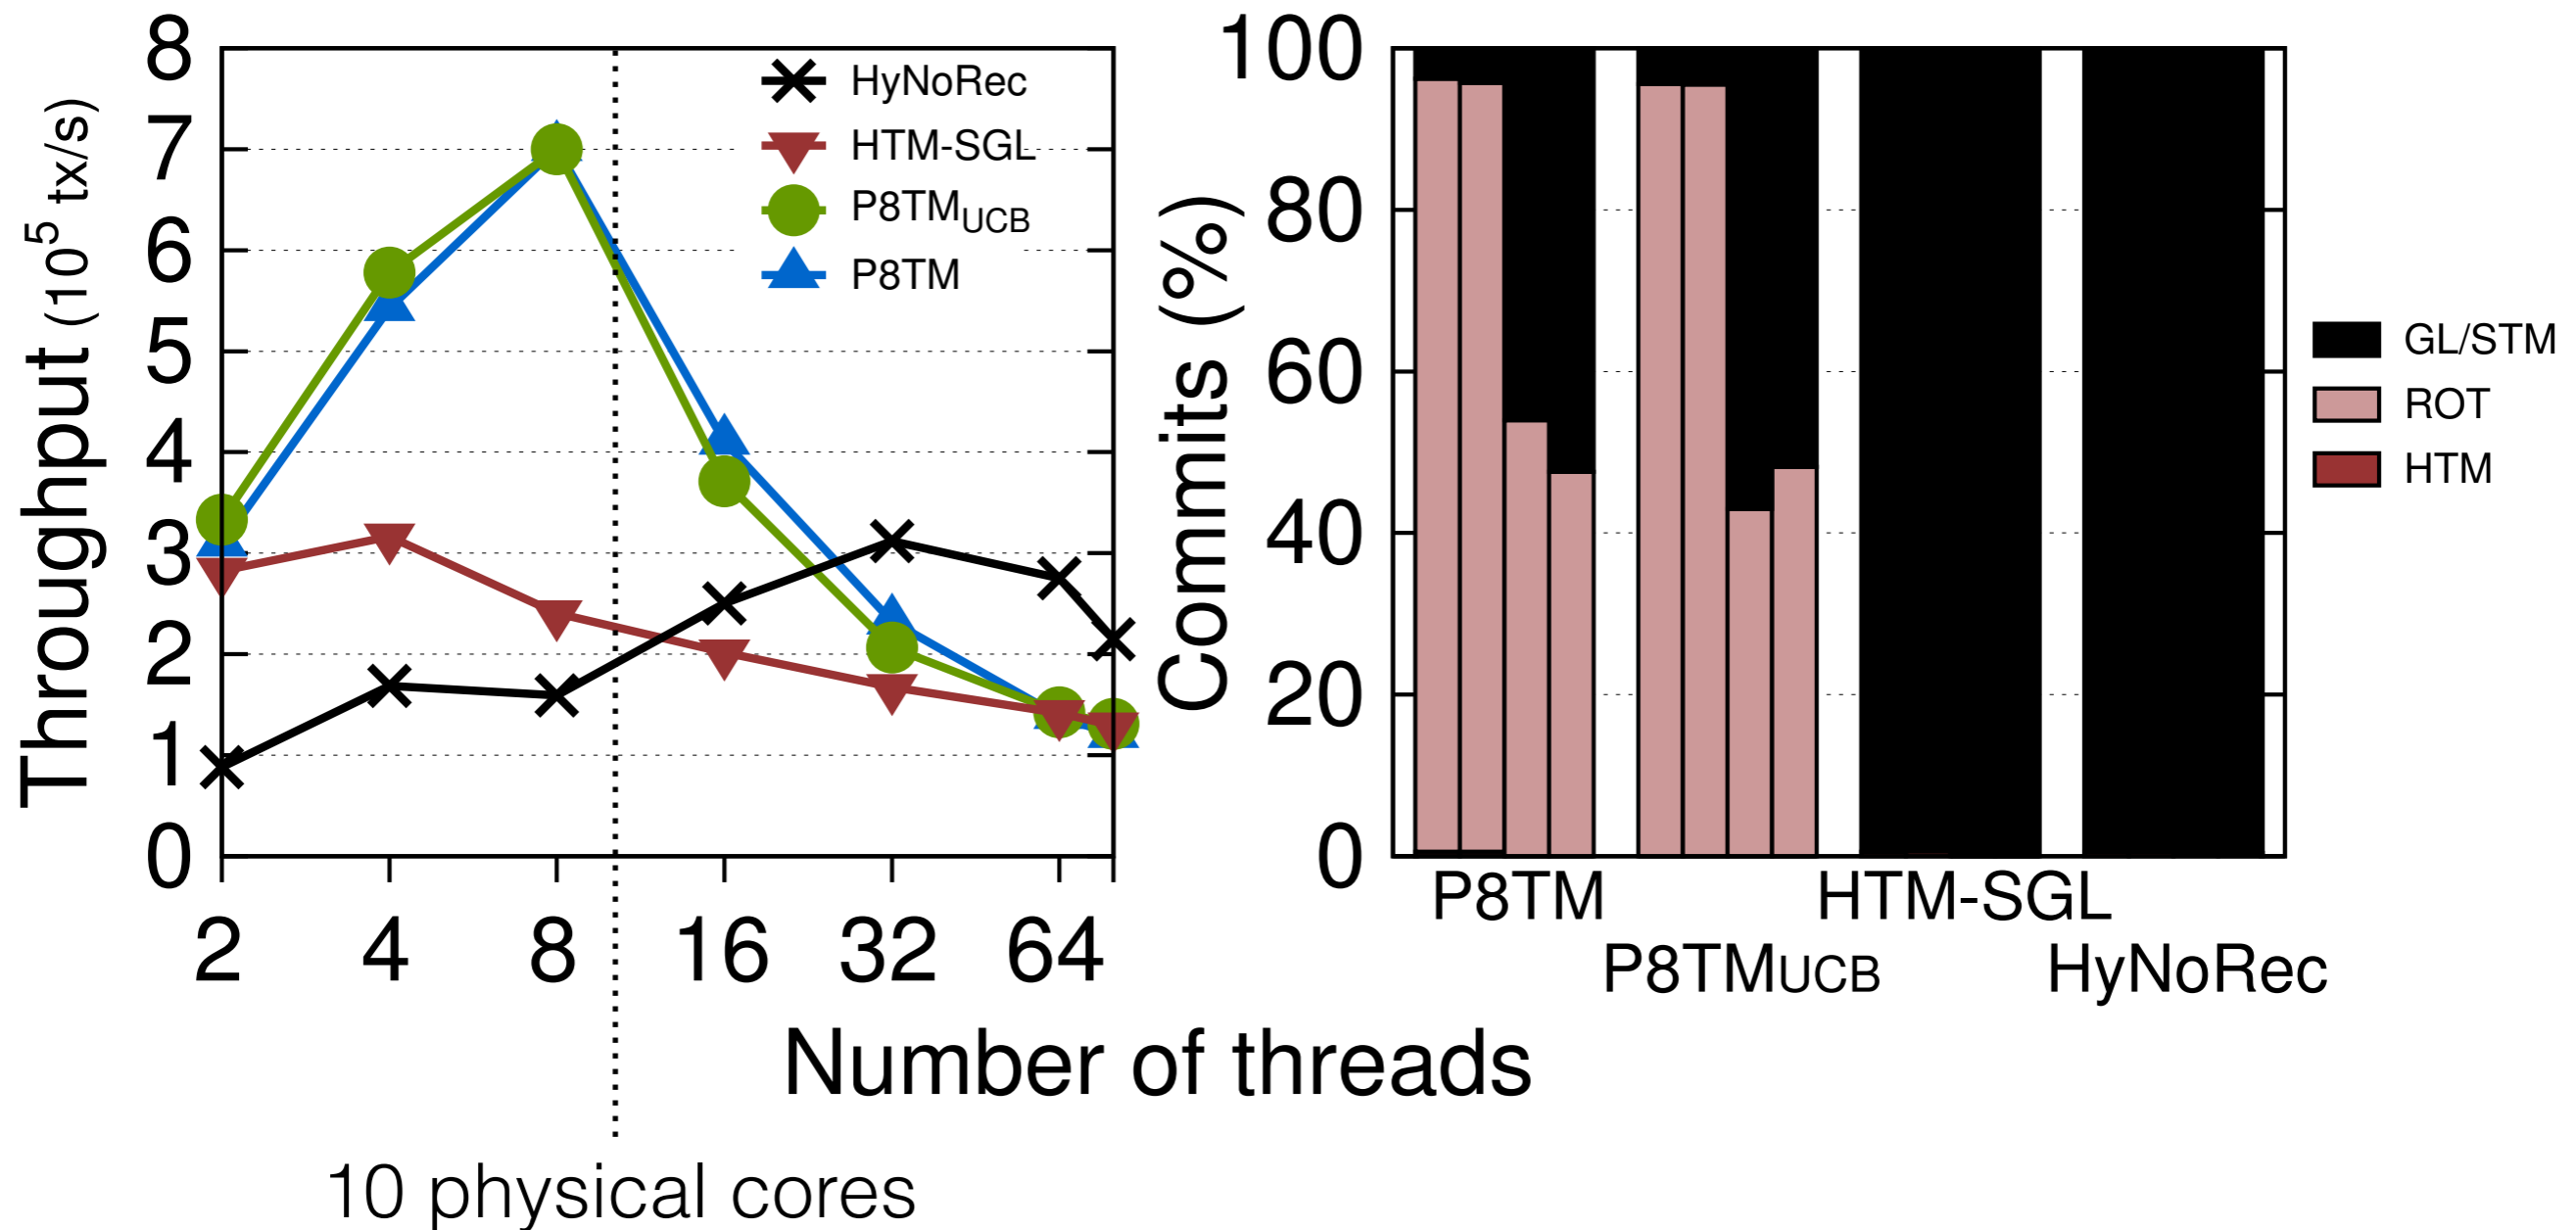 Throughput (10^5 tx/s)
8
7
6
5
4
3
2
1
0
HyNoRec
HTM-SGL
P8TM_UCB
P8TM
2 4 8 16 32 64
Commits (%)
100
80
60
40
20
0
P8TM HTM-SGL
P8TMUCB HyNoRec
GL/STM
ROT
HTM
Number of threads
10 physical cores